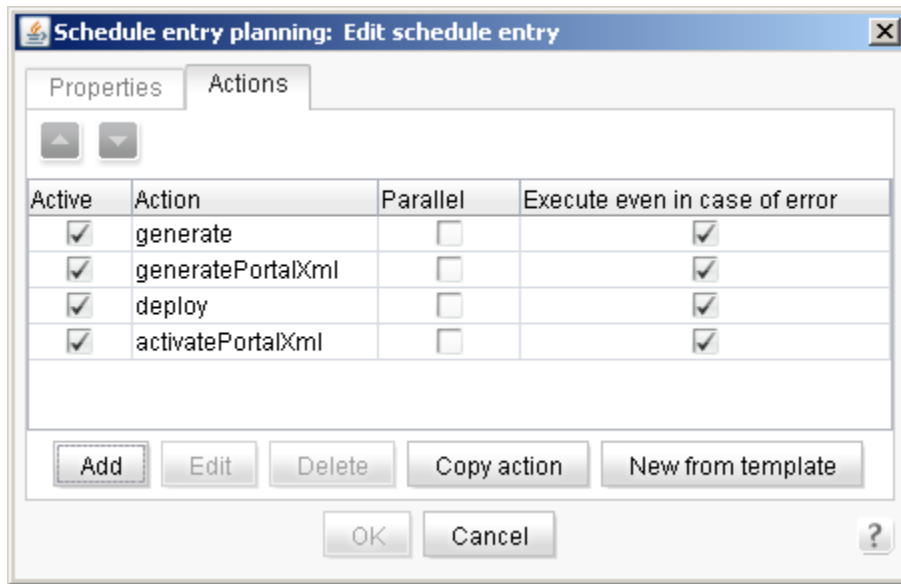 Schedule entry planning: Edit schedule entry
Properties Actions
Active Action Parallel Execute even in case of error
generate
generatePortalXml
deploy
activatePortalXml
Add Edit Delete Copy action New from template
OK Cancel ?